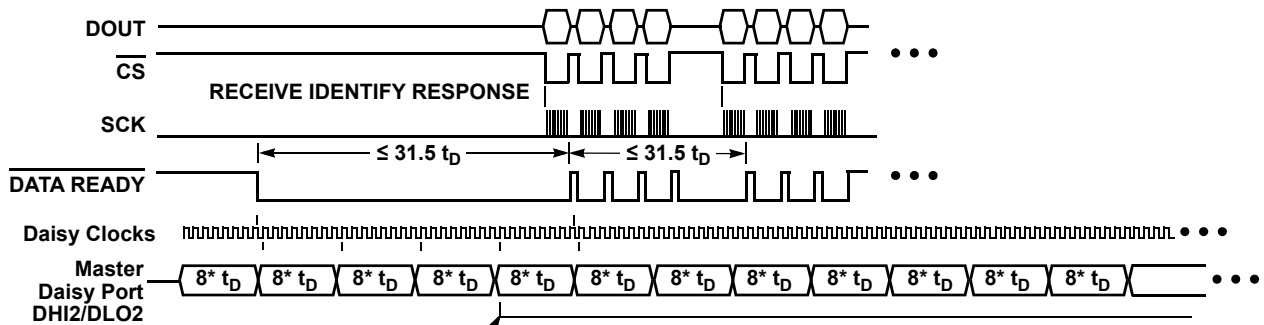 DOUT
CS
RECEIVE IDENTIFY RESPONSE
SCK
≤ 31.5 tD ≤ 31.5 tD
DATA READY
Daisy Clocks
Master
Daisy Port
DHI2/DLO2
8* tD 8* tD 8* tD 8* tD 8* tD 8* tD 8* tD 8* tD 8* tD 8* tD 8* tD 8* tD